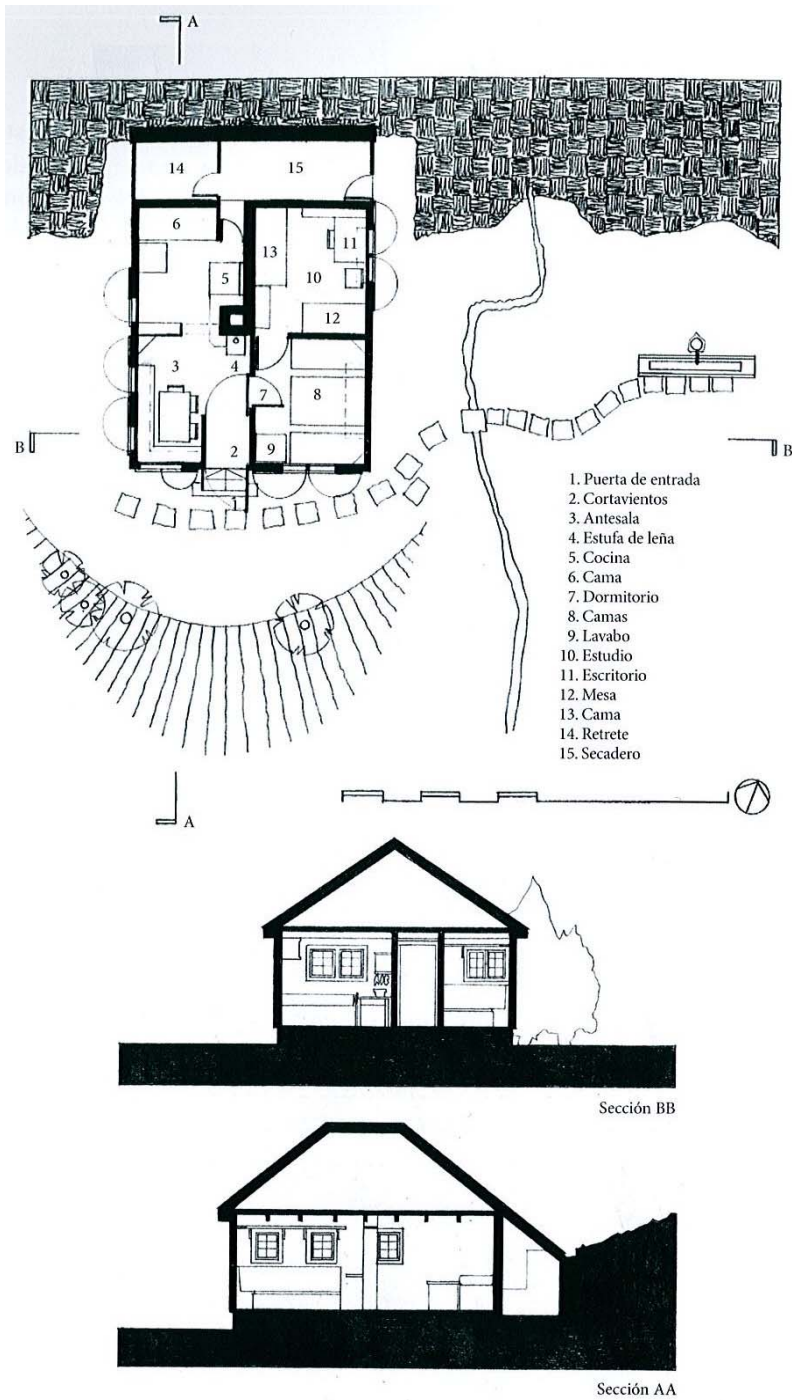 A
14
15
6
13
11
5
10
12
3
4
7
8
B
B
2
9
1
1. Puerta de entrada
2. Cortavientos
3. Antesala
4. Estufa de leña
5. Cocina
6. Cama
7. Dormitorio
8. Camas
9. Lavabo
10. Estudio
11. Escritorio
12. Mesa
13. Cama
14. Retrete
15. Secadero
A
Sección BB
Sección AA